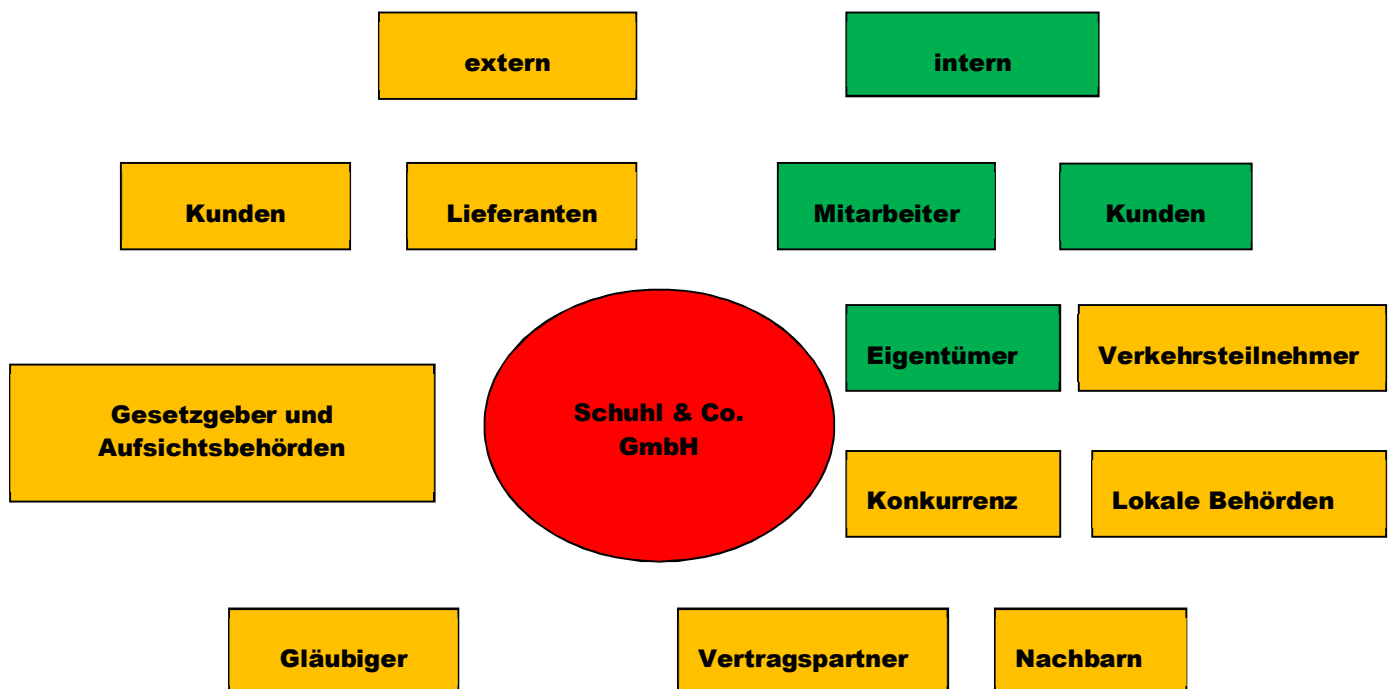 extern
intern
Kunden
Lieferanten
Mitarbeiter
Kunden
Eigentümer
Verkehrsteilnehmer
Gesetzgeber und
Aufsichtsbehörden
Schuhl & Co.
GmbH
Konkurrenz
Lokale Behörden
Gläubiger
Vertragspartner
Nachbarn